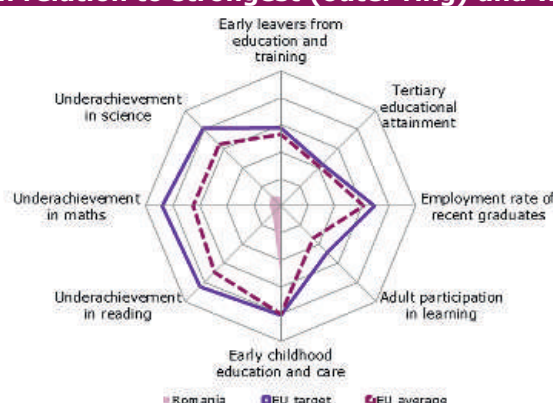 Early leavers from
education and
training
Tertiary
educational
attainment
Underachievement
in science
Underachievement
in maths
Employment rate of
recent graduates
Underachievement
in reading
Adult participation
in learning
Early childhood
education and care
Romania EU target EU average